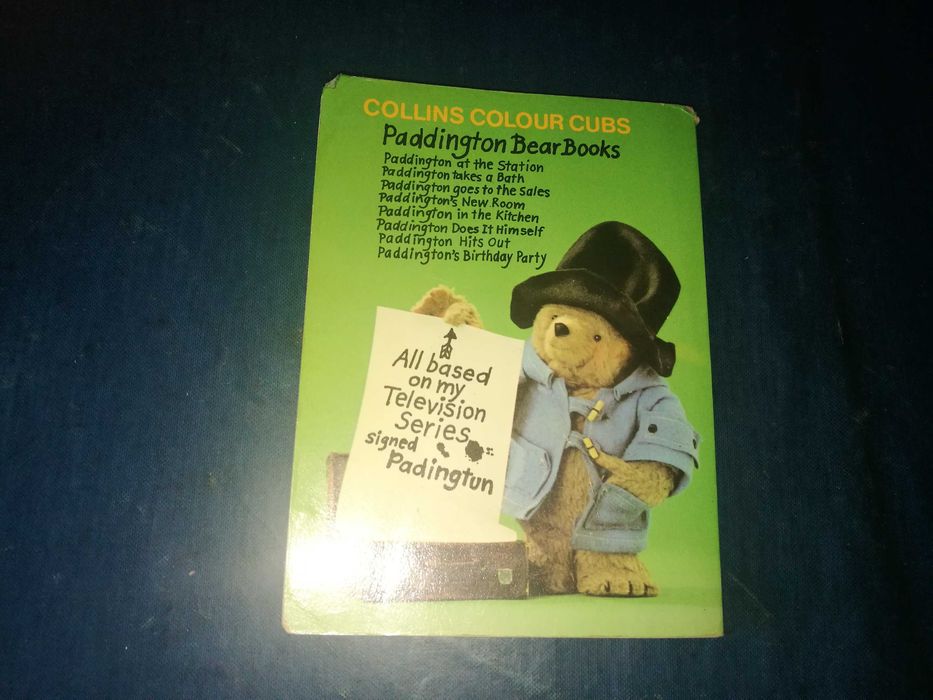 COLLINS COLOUR CUBS
Paddington Bear Books
Paddington at the Station
Paddington takes a Bath
Paddington goes to the Sales
Paddington's New Room
Paddington in the Kitchen
Paddington Does It Himself
Paddington Hits Out
Paddington's Birthday Party
All based
on my
Television
Series
signed
Padingtun